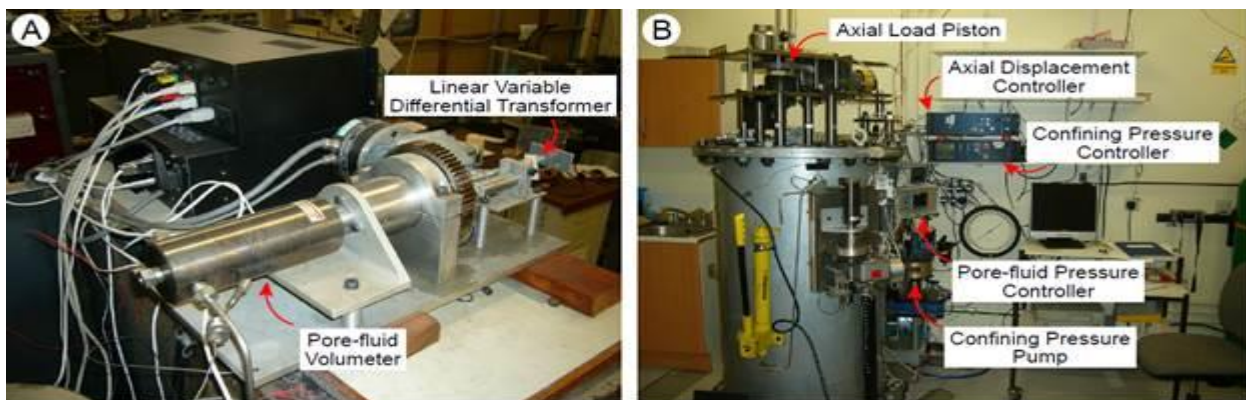 A
Linear Variable
Differential Transformer
Pore-fluid
Volumeter
B
Axial Load Piston
Axial Displacement
Controller
Confining Pressure
Controller
Pore-fluid Pressure
Controller
Confining Pressure
Pump